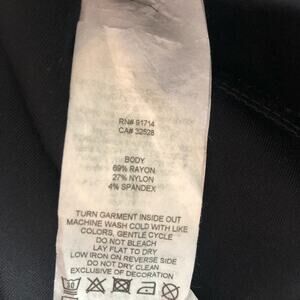 RN# 91714
CA# 32528
BODY
69% RAYON
27% NYLON
4% SPANDEX
TURN GARMENT INSIDE OUT
MACHINE WASH COLD WITH LIKE
COLORS, GENTLE CYCLE
DO NOT BLEACH
LAY FLAT TO DRY
LOW IRON ON REVERSE SIDE
DO NOT DRY CLEAN
EXCLUSIVE OF DECORATION